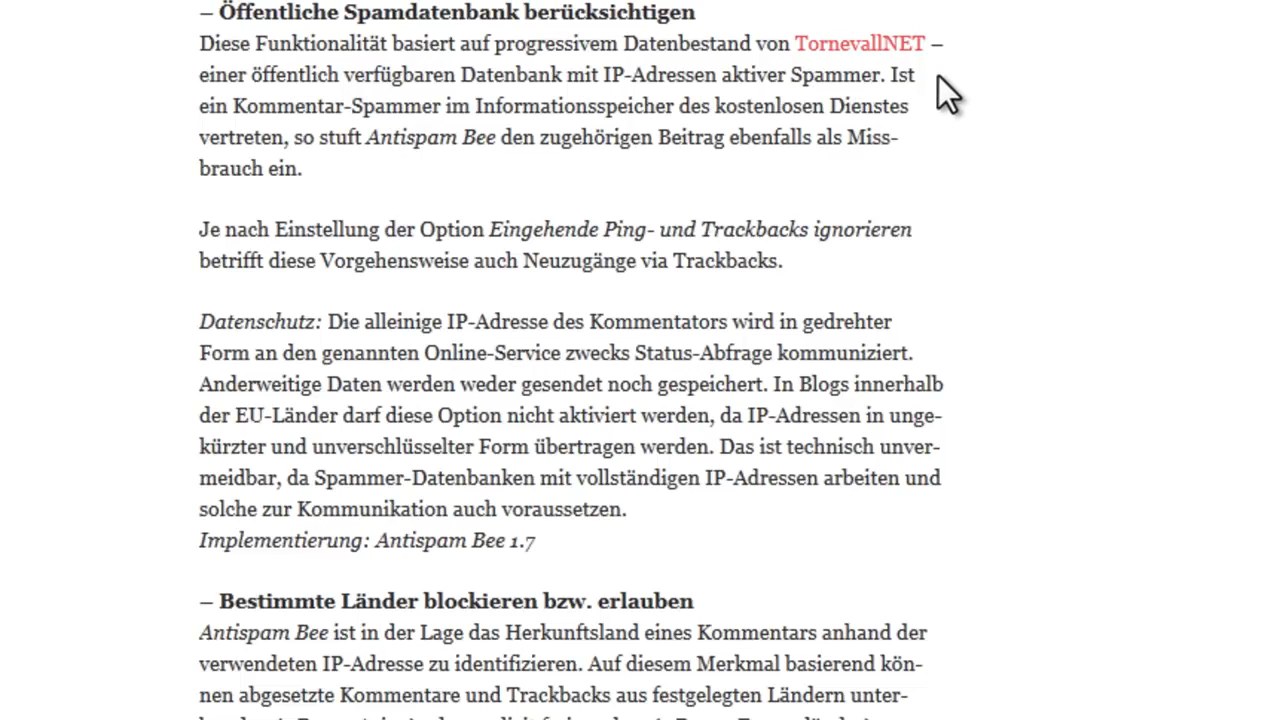 – Öffentliche Spamdatenbank berücksichtigen
Diese Funktionalität basiert auf progressivem Datenbestand von TornevallNET –
einer öffentlich verfügbaren Datenbank mit IP-Adressen aktiver Spammer. Ist
ein Kommentar-Spammer im Informationsspeicher des kostenlosen Dienstes
vertreten, so stuft Antispam Bee den zugehörigen Beitrag ebenfalls als Miss-
brauch ein.
Je nach Einstellung der Option Eingehende Ping- und Trackbacks ignorieren
betrifft diese Vorgehensweise auch Neuzugänge via Trackbacks.
Datenschutz: Die alleinige IP-Adresse des Kommentators wird in gedrehter
Form an den genannten Online-Service zwecks Status-Abfrage kommuniziert.
Anderweitige Daten werden weder gesendet noch gespeichert. In Blogs innerhalb
der EU-Länder darf diese Option nicht aktiviert werden, da IP-Adressen in unge-
kürzter und unverschlüsselter Form übertragen werden. Das ist technisch unver-
meidbar, da Spammer-Datenbanken mit vollständigen IP-Adressen arbeiten und
solche zur Kommunikation auch voraussetzen.
Implementierung: Antispam Bee 1.7
– Bestimmte Länder blockieren bzw. erlauben
Antispam Bee ist in der Lage das Herkunftsland eines Kommentars anhand der
verwendeten IP-Adresse zu identifizieren. Auf diesem Merkmal basierend kön-
nen abgesetzte Kommentare und Trackbacks aus festgelegten Ländern unter-